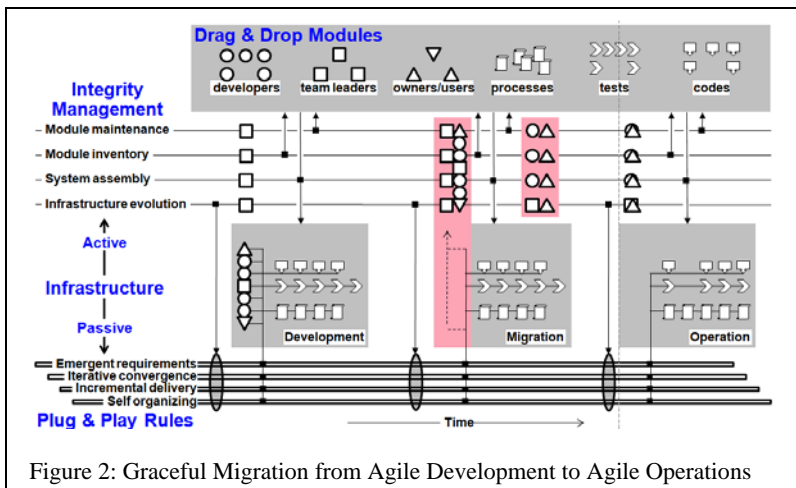 Drag & Drop Modules
developers team leaders owners/users processes tests codes
Integrity
Management
Module maintenance
Module inventory
System assembly
Infrastructure evolution
Active
Infrastructure
Passive
Development
Migration
Operation
Emergent requirements
Iterative convergence
Incremental delivery
Self organizing
Plug & Play Rules
Time
Figure 2: Graceful Migration from Agile Development to Agile Operations